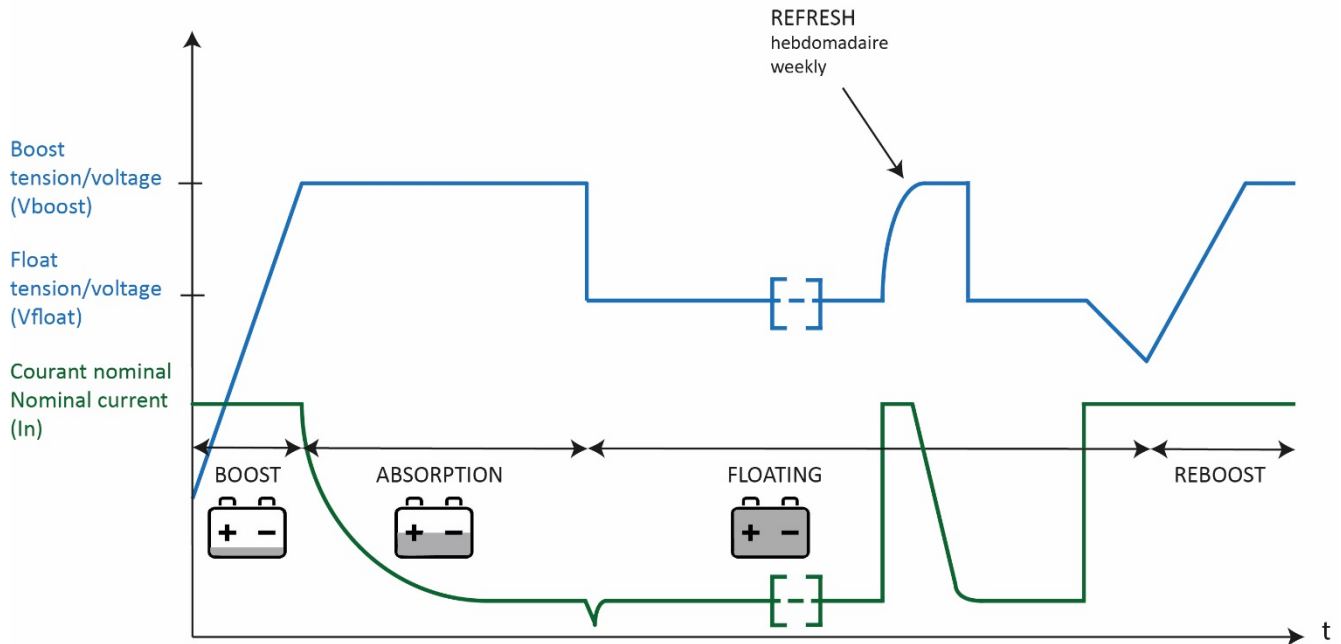 REFRESH
hebdomadaire
weekly
Boost
tension/voltage
(Vboost)
Float
tension/voltage
(Vfloat)
Courant nominal
Nominal current
(In)
BOOST
ABSORPTION
FLOATING
REBOOST
+ −
+ −
+ −
t